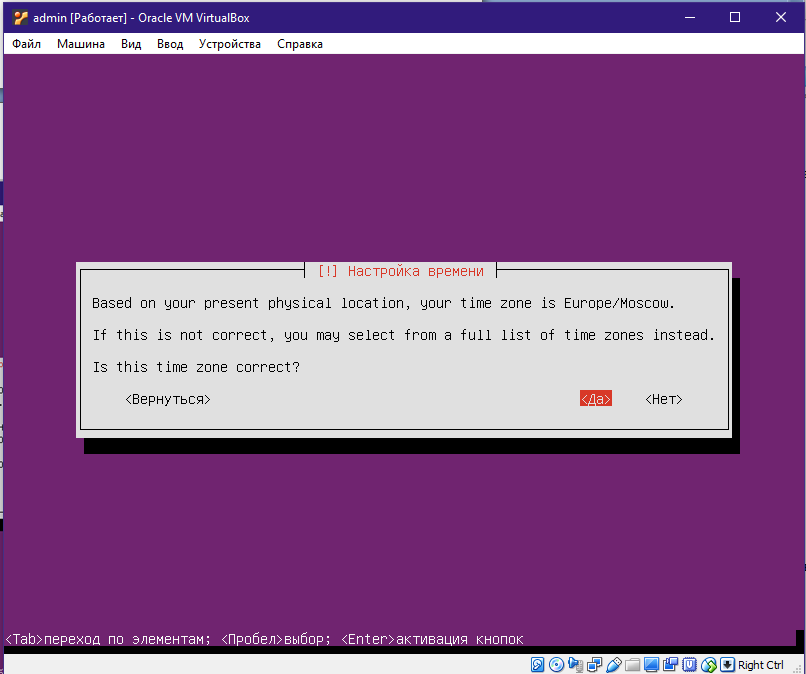 admin [Работает] - Oracle VM VirtualBox
Файл Машина Вид Ввод Устройства Справка
[!] Настройка времени
Based on your present physical location, your time zone is Europe/Moscow.
If this is not correct, you may select from a full list of time zones instead.
Is this time zone correct?
<Вернуться> <Да> <Нет>
<Tab>переход по элементам; <Пробел>выбор; <Enter>активация кнопок
Right Ctrl